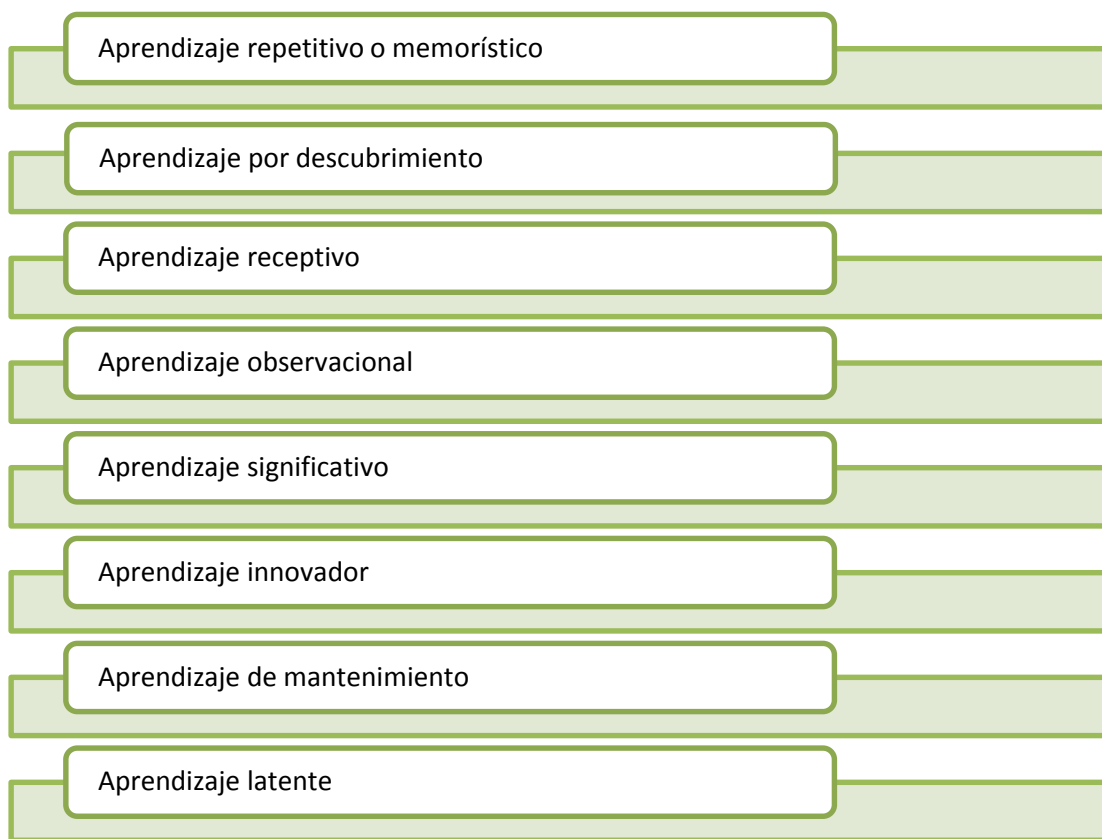 Aprendizaje repetitivo o memorístico
Aprendizaje por descubrimiento
Aprendizaje receptivo
Aprendizaje observacional
Aprendizaje significativo
Aprendizaje innovador
Aprendizaje de mantenimiento
Aprendizaje latente